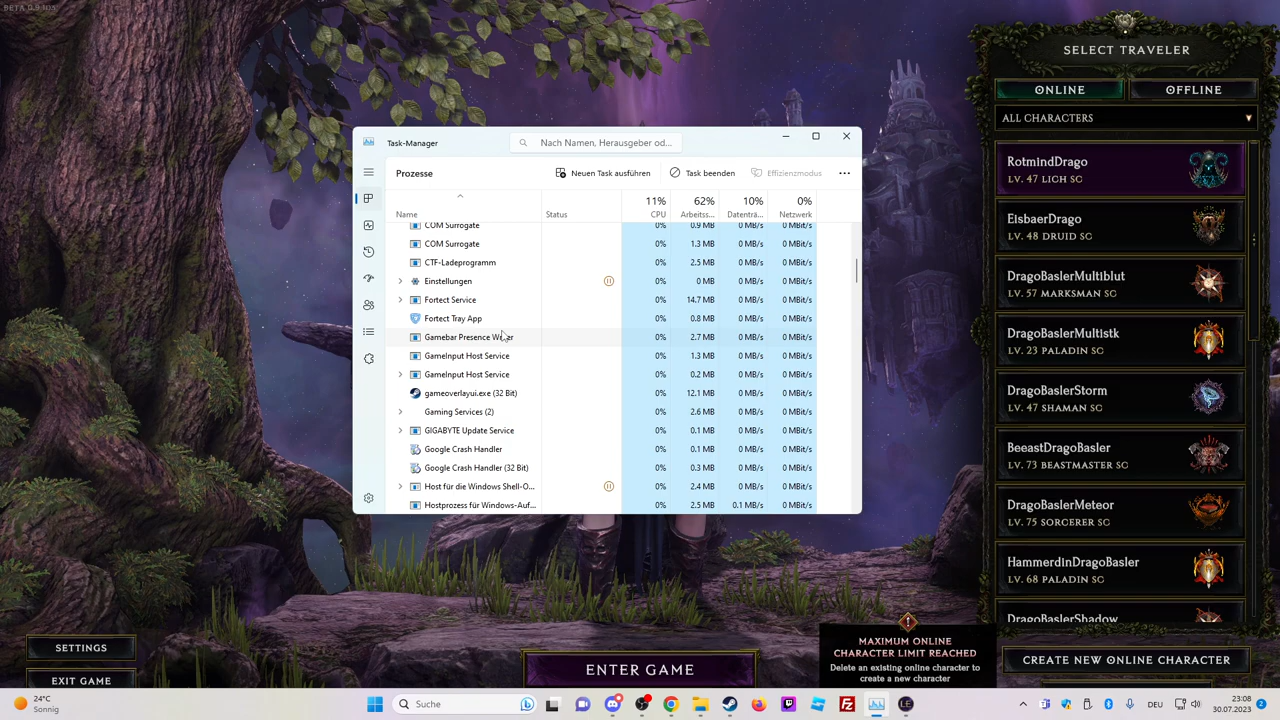 BETA 0.9.1o3
Task-Manager
Nach Namen, Herausgeber od...
Prozesse
Neuen Task ausführen
Task beenden
Effizienzmodus
11% 62% 10% 0%
Name Status CPU Arbeitss... Datenträ... Netzwerk
COM Surrogate 0% 0.9 MB 0 MB/s 0 MBit/s
COM Surrogate 0% 1.3 MB 0 MB/s 0 MBit/s
CTF-Ladeprogramm 0% 2.5 MB 0 MB/s 0 MBit/s
Einstellungen 0% 0 MB 0 MB/s 0 MBit/s
Fortect Service 0% 14.7 MB 0 MB/s 0 MBit/s
Fortect Tray App 0% 0.8 MB 0 MB/s 0 MBit/s
Gamebar Presence 0% 2.7 MB 0 MB/s 0 MBit/s
GameInput Host Service 0% 1.3 MB 0 MB/s 0 MBit/s
GameInput Host Service 0% 0.2 MB 0 MB/s 0 MBit/s
gameoverlayui.exe (32 Bit) 0% 12.1 MB 0 MB/s 0 MBit/s
Gaming Services (2) 0% 2.6 MB 0 MB/s 0 MBit/s
GIGABYTE Update Service 0% 0.1 MB 0 MB/s 0 MBit/s
Google Crash Handler 0% 0.1 MB 0 MB/s 0 MBit/s
Google Crash Handler (32 Bit) 0% 0.3 MB 0 MB/s 0 MBit/s
Host für die Windows Shell-O... 0% 2.4 MB 0 MB/s 0 MBit/s
Hostprozess für Windows-Auf... 0% 2.5 MB 0.1 MB/s 0 MBit/s
SELECT TRAVELER
ONLINE OFFLINE
ALL CHARACTERS
RotmindDrago
LV. 47 LICH SC
EisbaerDrago
LV. 48 DRUID SC
DragoBaslerMultiblut
LV. 57 MARKSMAN SC
DragoBaslerMultistk
LV. 23 PALADIN SC
DragoBaslerStorm
LV. 47 SHAMAN SC
BeeastDragoBasler
LV. 73 BEASTMASTER SC
DragoBaslerMeteor
LV. 75 SORCERER SC
HammerdinDragoBasler
LV. 68 PALADIN SC
DragoBaslerShadow
MAXIMUM ONLINE
CHARACTER LIMIT REACHED
Delete an existing online character to
create a new character
CREATE NEW ONLINE CHARACTER
SETTINGS
EXIT GAME
ENTER GAME
24°C
Sonnig
Suche
DEU
23:08
30.07.2023
2